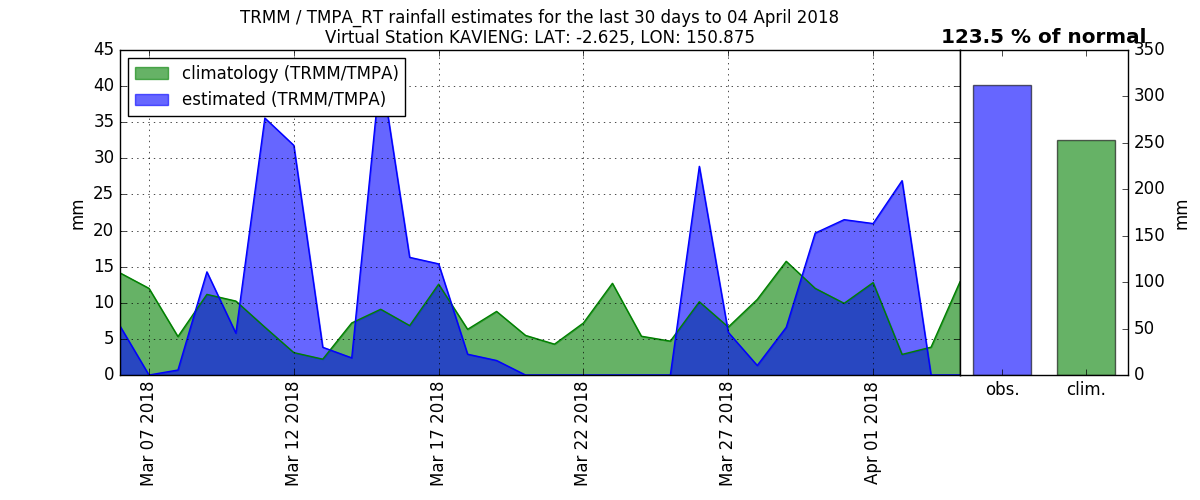 TRMM / TMPA_RT rainfall estimates for the last 30 days to 04 April 2018
Virtual Station KAVIENG: LAT: -2.625, LON: 150.875
123.5 % of normal
climatology (TRMM/TMPA)
estimated (TRMM/TMPA)
45
40
35
30
25
20
15
10
5
0
mm
Mar 07 2018
Mar 12 2018
Mar 17 2018
Mar 22 2018
Mar 27 2018
Apr 01 2018
350
300
250
200
150
100
50
0
mm
obs.
clim.